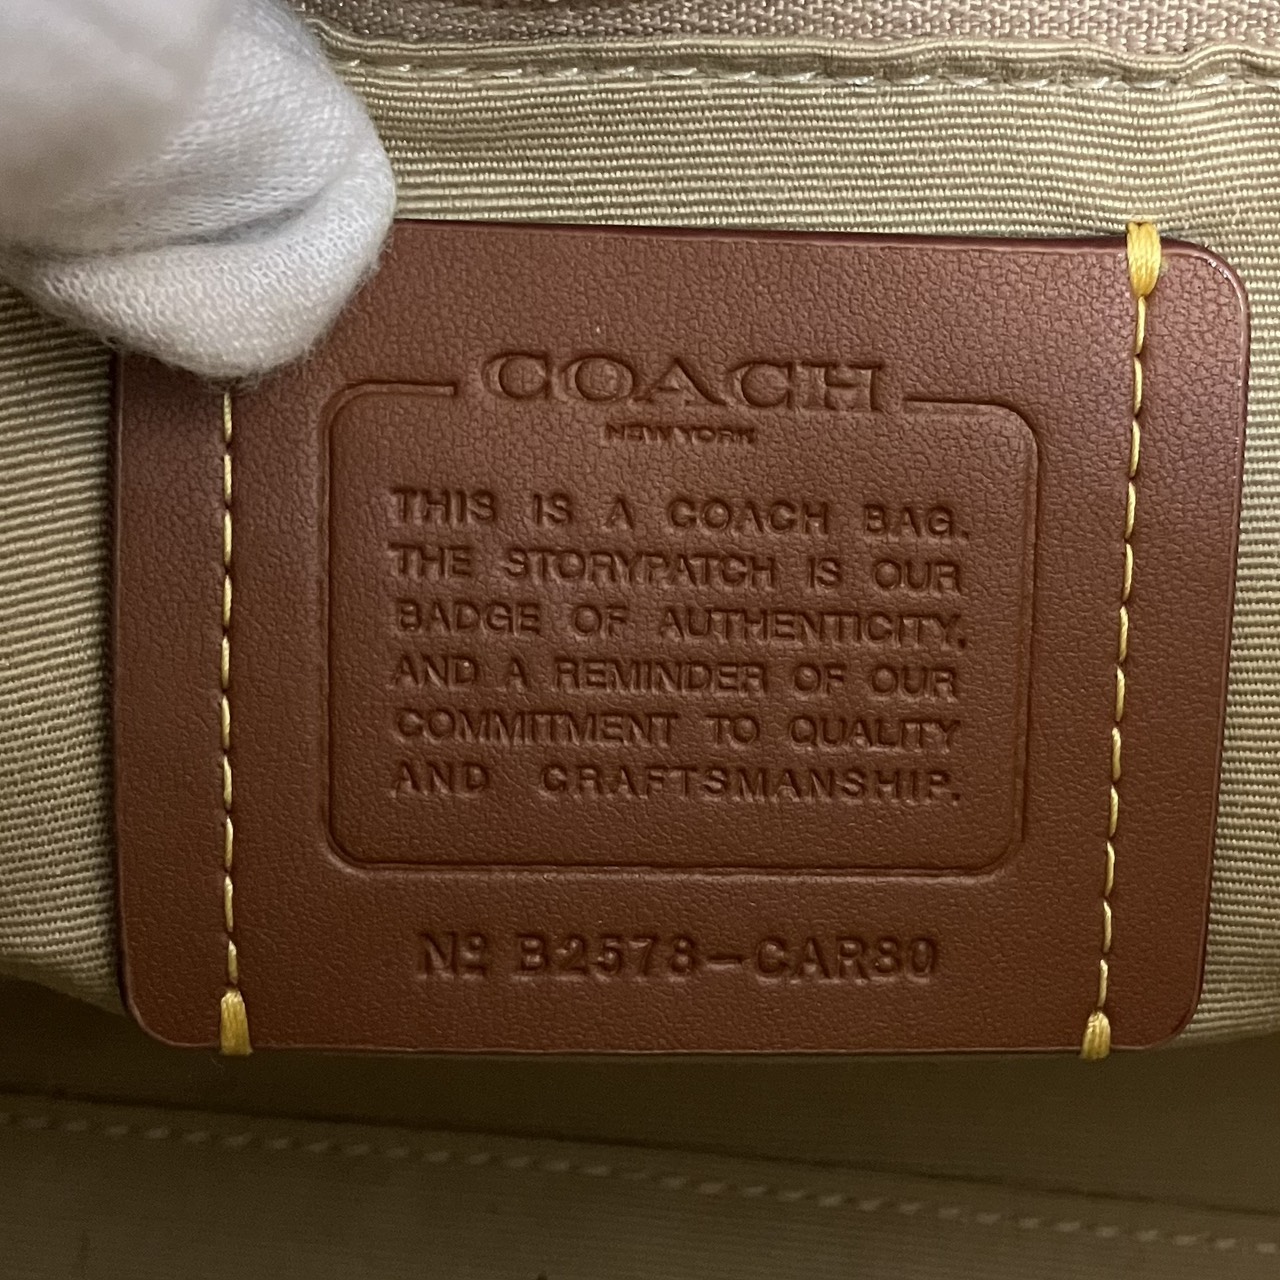 COACH
NEW YORK
THIS IS A COACH BAG.
THE STORYPATCH IS OUR
BADGE OF AUTHENTICITY,
AND A REMINDER OF OUR
COMMITMENT TO QUALITY
AND CRAFTSMANSHIP.
Nº B2578-CAR80